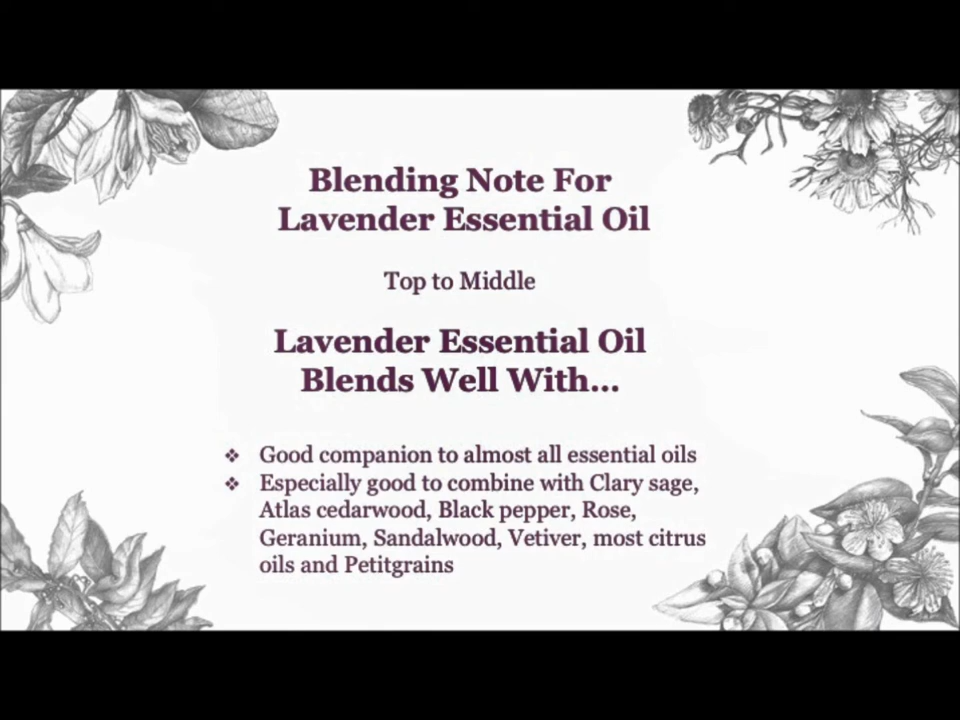 Blending Note For
Lavender Essential Oil
Top to Middle
Lavender Essential Oil
Blends Well With...
❖ Good companion to almost all essential oils
❖ Especially good to combine with Clary sage,
Atlas cedarwood, Black pepper, Rose,
Geranium, Sandalwood, Vetiver, most citrus
oils and Petitgrains